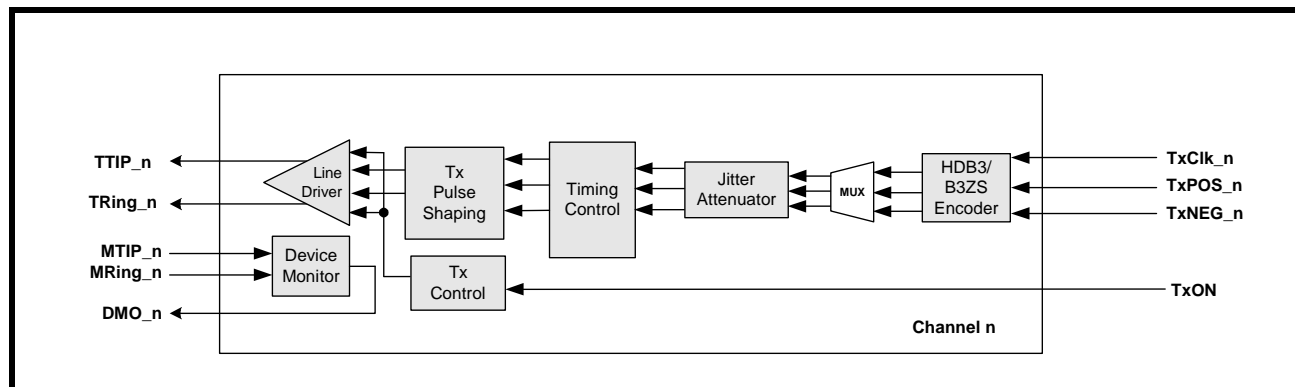 TTIP_n
TRing_n
MTIP_n
MRing_n
DMO_n
Line
Driver
Device
Monitor
Tx
Pulse
Shaping
Tx
Control
Timing
Control
Jitter
Attenuator
MUX
HDB3/
B3ZS
Encoder
TxClk_n
TxPOS_n
TxNEG_n
TxON
Channel n